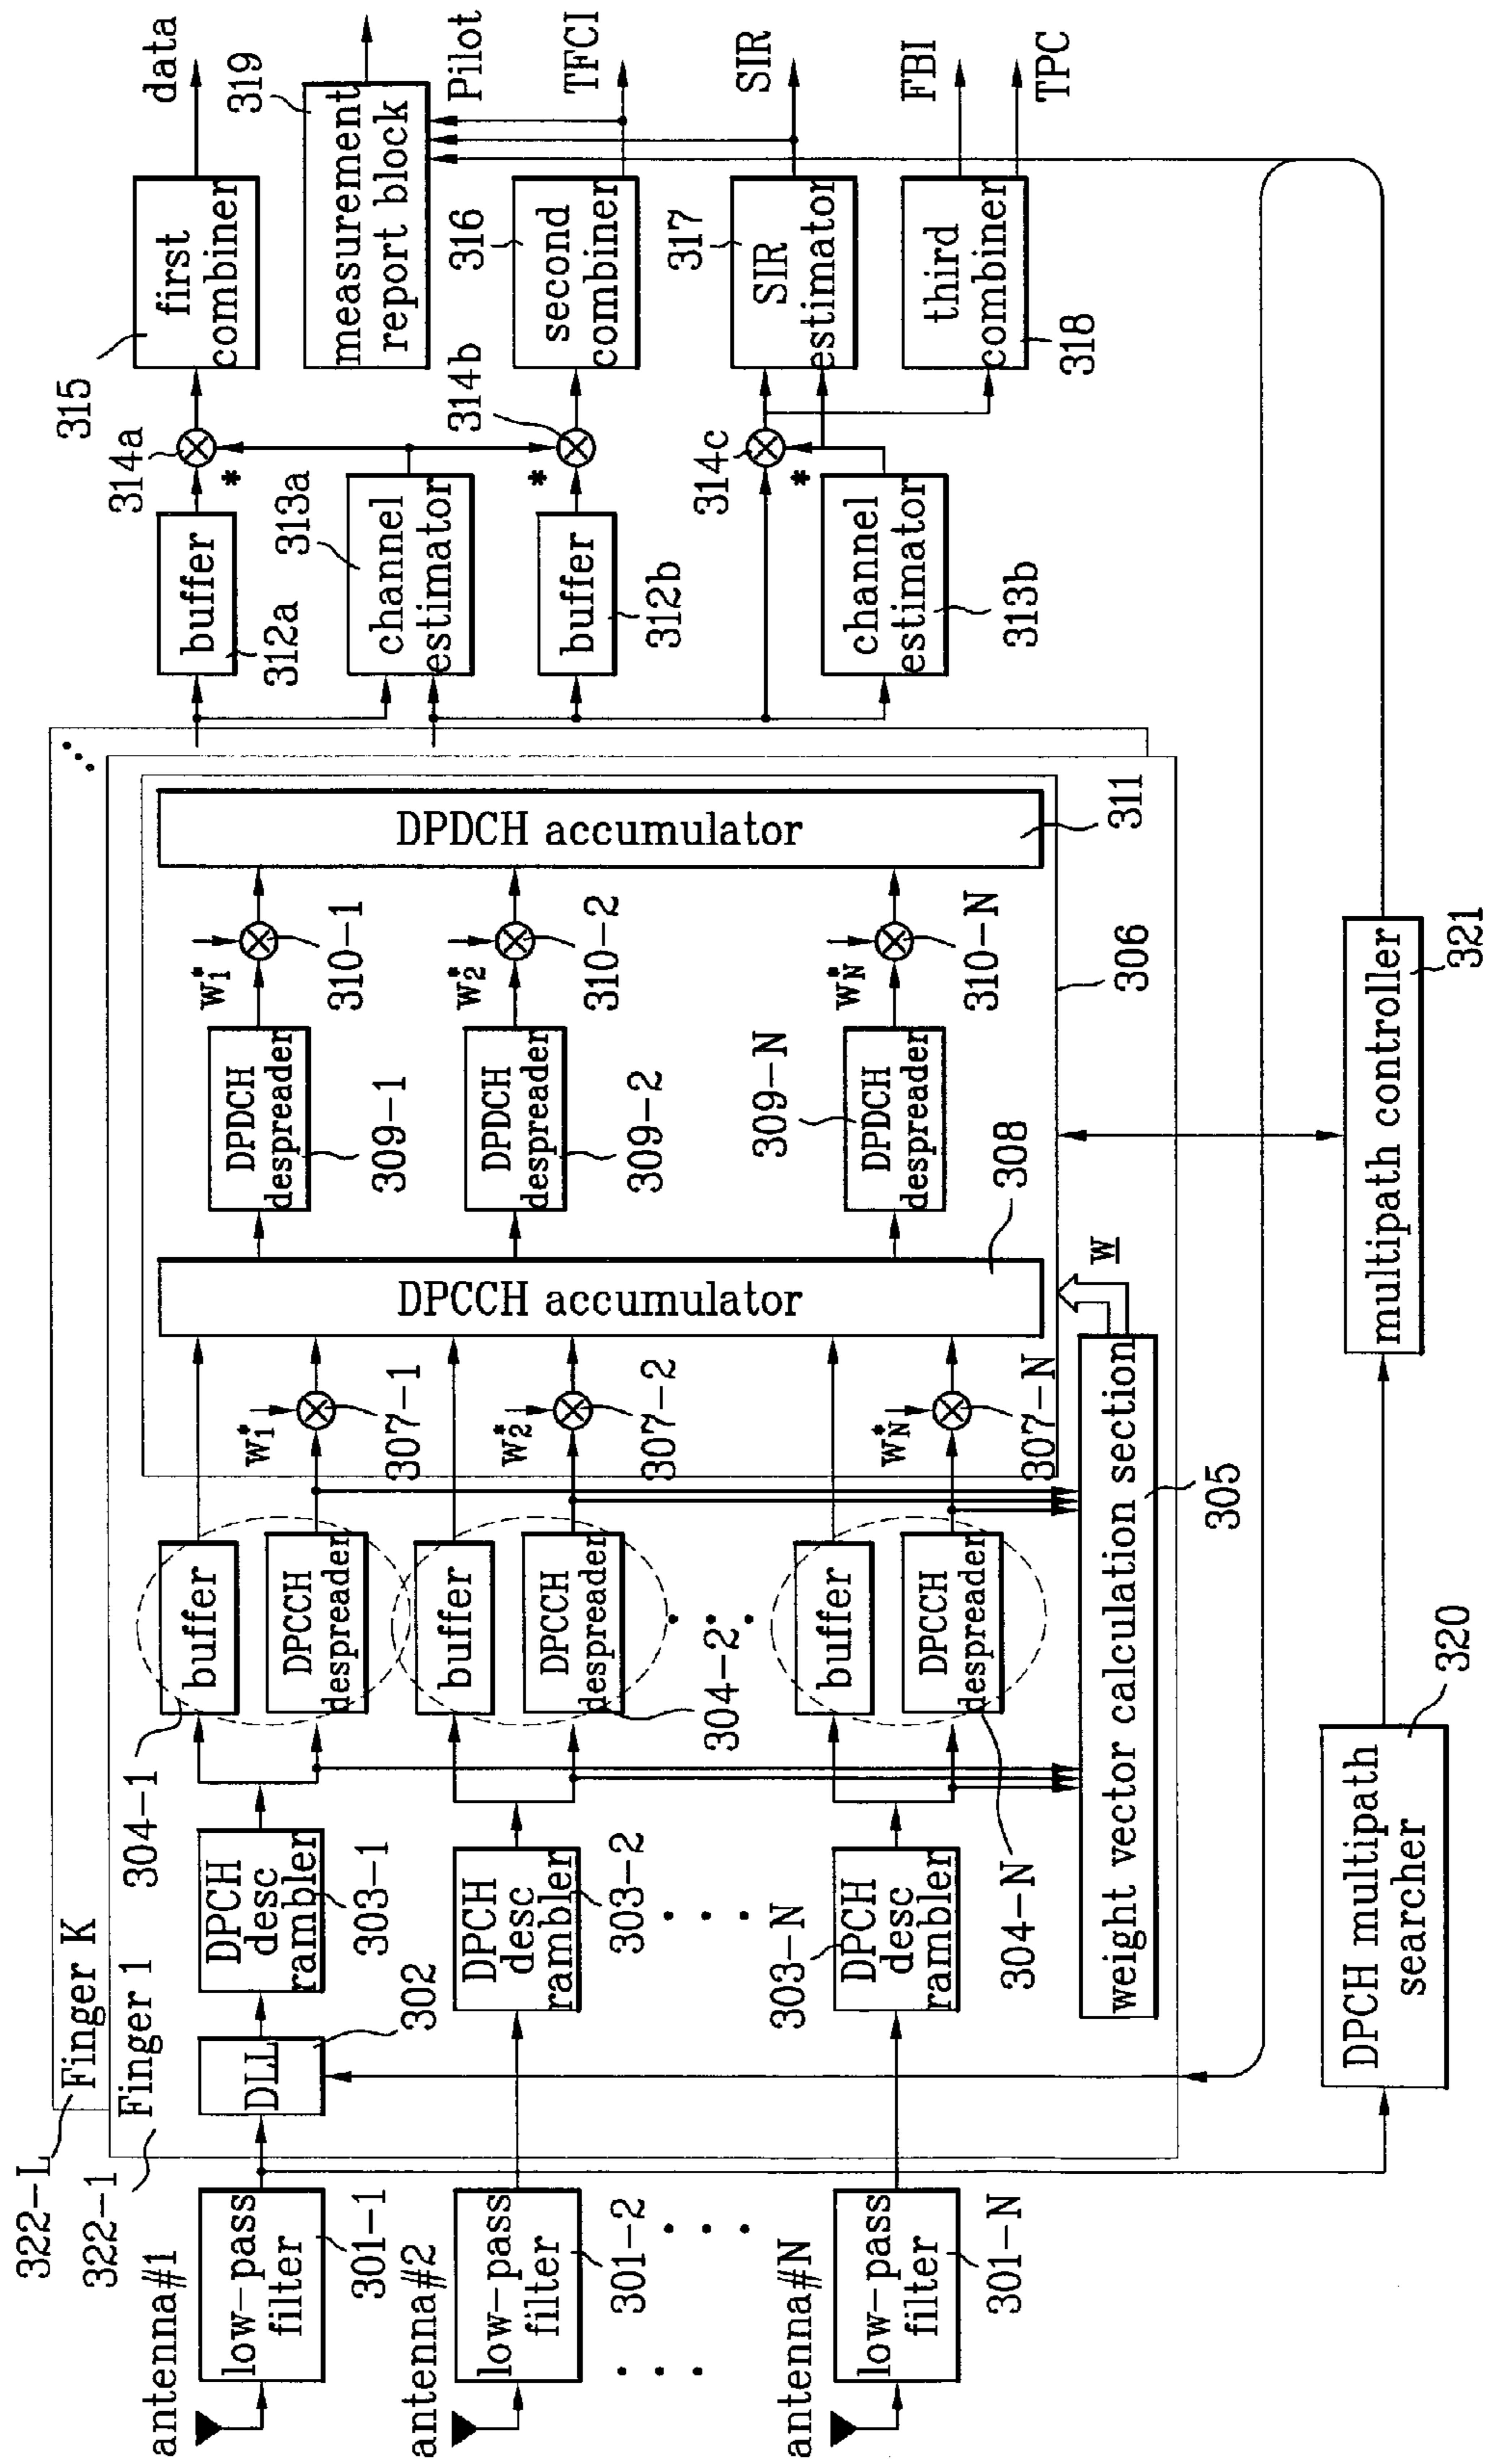 322-L
Finger K
322-1
Finger 1
antenna#1
low-pass
filter
301-1
antenna#2
low-pass
filter
301-2
antenna#N
low-pass
filter
301-N
DLL
302
DPCH
desc
rambler
303-1
DPCH
desc
rambler
303-2
303-N
DPCH
desc
rambler
304-1
buffer
DPCCH
despreader
buffer
DPCCH
despreader
304-2
buffer
DPCCH
despreader
304-N
weight vector calculation section
305
w
w1*
307-1
w2*
307-2
wN*
307-N
DPCCH accumulator
308
DPDCH
despreader
309-1
DPDCH
despreader
309-2
309-N
DPDCH
despreader
w1*
310-1
w2*
310-2
wN*
310-N
306
DPDCH accumulator
311
DPCH multipath
searcher
320
multipath controller
321
buffer
312a
313a
channel
estimator
buffer
312b
channel
estimator
313b
314a
*
314b
*
314c
*
315
first
combiner
data
319
measurement
report block
Pilot
316
second
combiner
TFCI
317
SIR
estimator
SIR
third
combiner
318
FBI
TPC